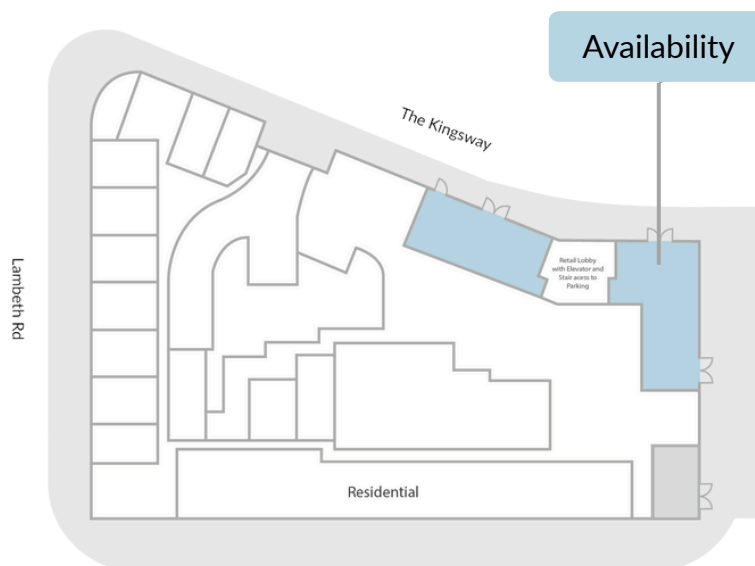 Availability
The Kingsway
Retail Lobby
with Elevator and
Stair acess to
Parking
Lambeth Rd
Residential